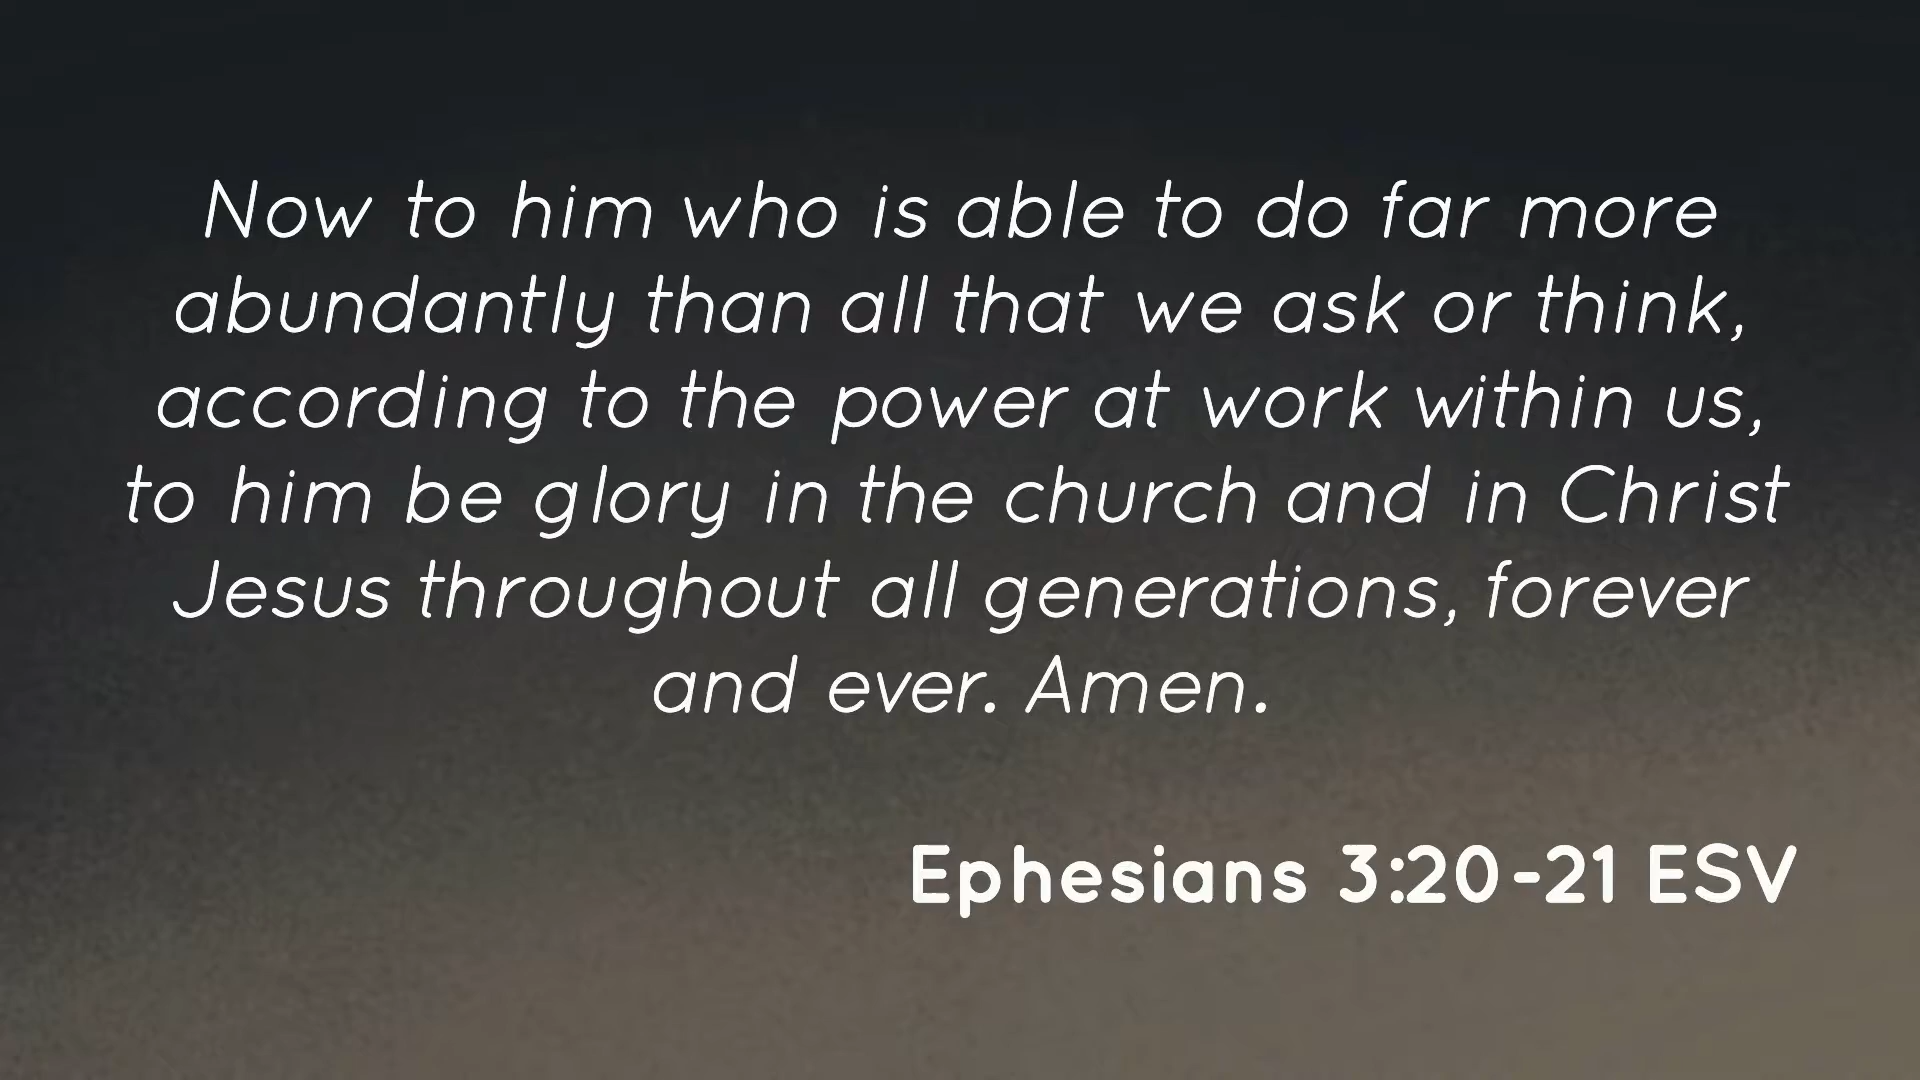 Now to him who is able to do far more
abundantly than all that we ask or think,
according to the power at work within us,
to him be glory in the church and in Christ
Jesus throughout all generations, forever
and ever. Amen.
Ephesians 3:20-21 ESV